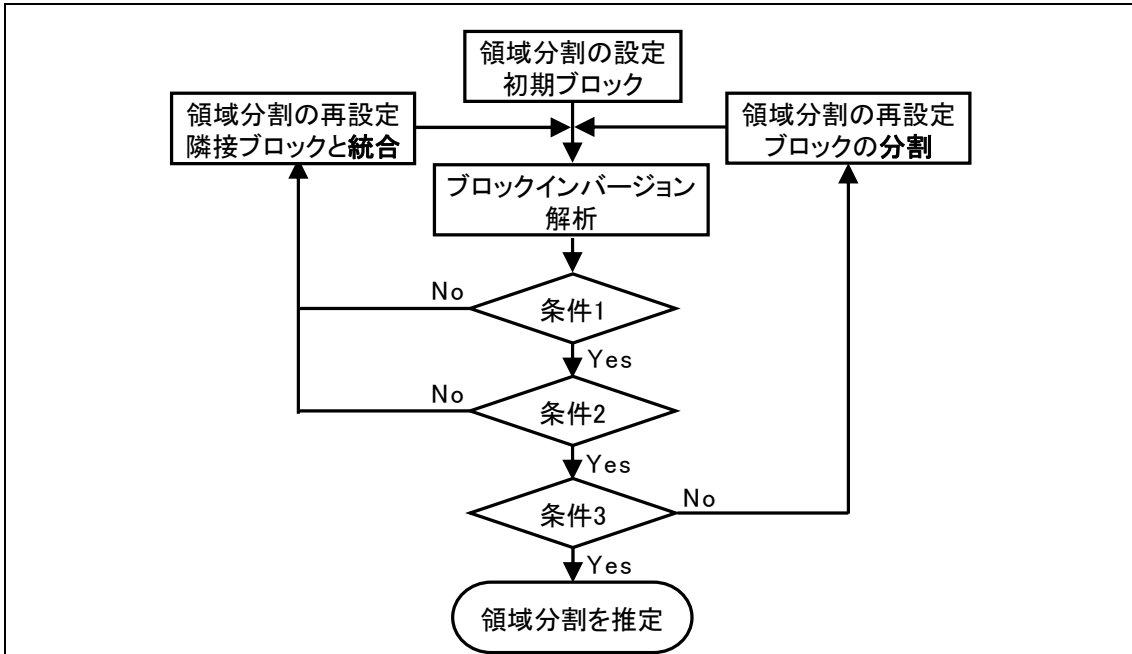 領域分割の設定
初期ブロック
領域分割の再設定
隣接ブロックと統合
領域分割の再設定
ブロックの分割
ブロックインバージョン
解析
No
条件1
Yes
No
条件2
Yes
条件3
No
Yes
領域分割を推定